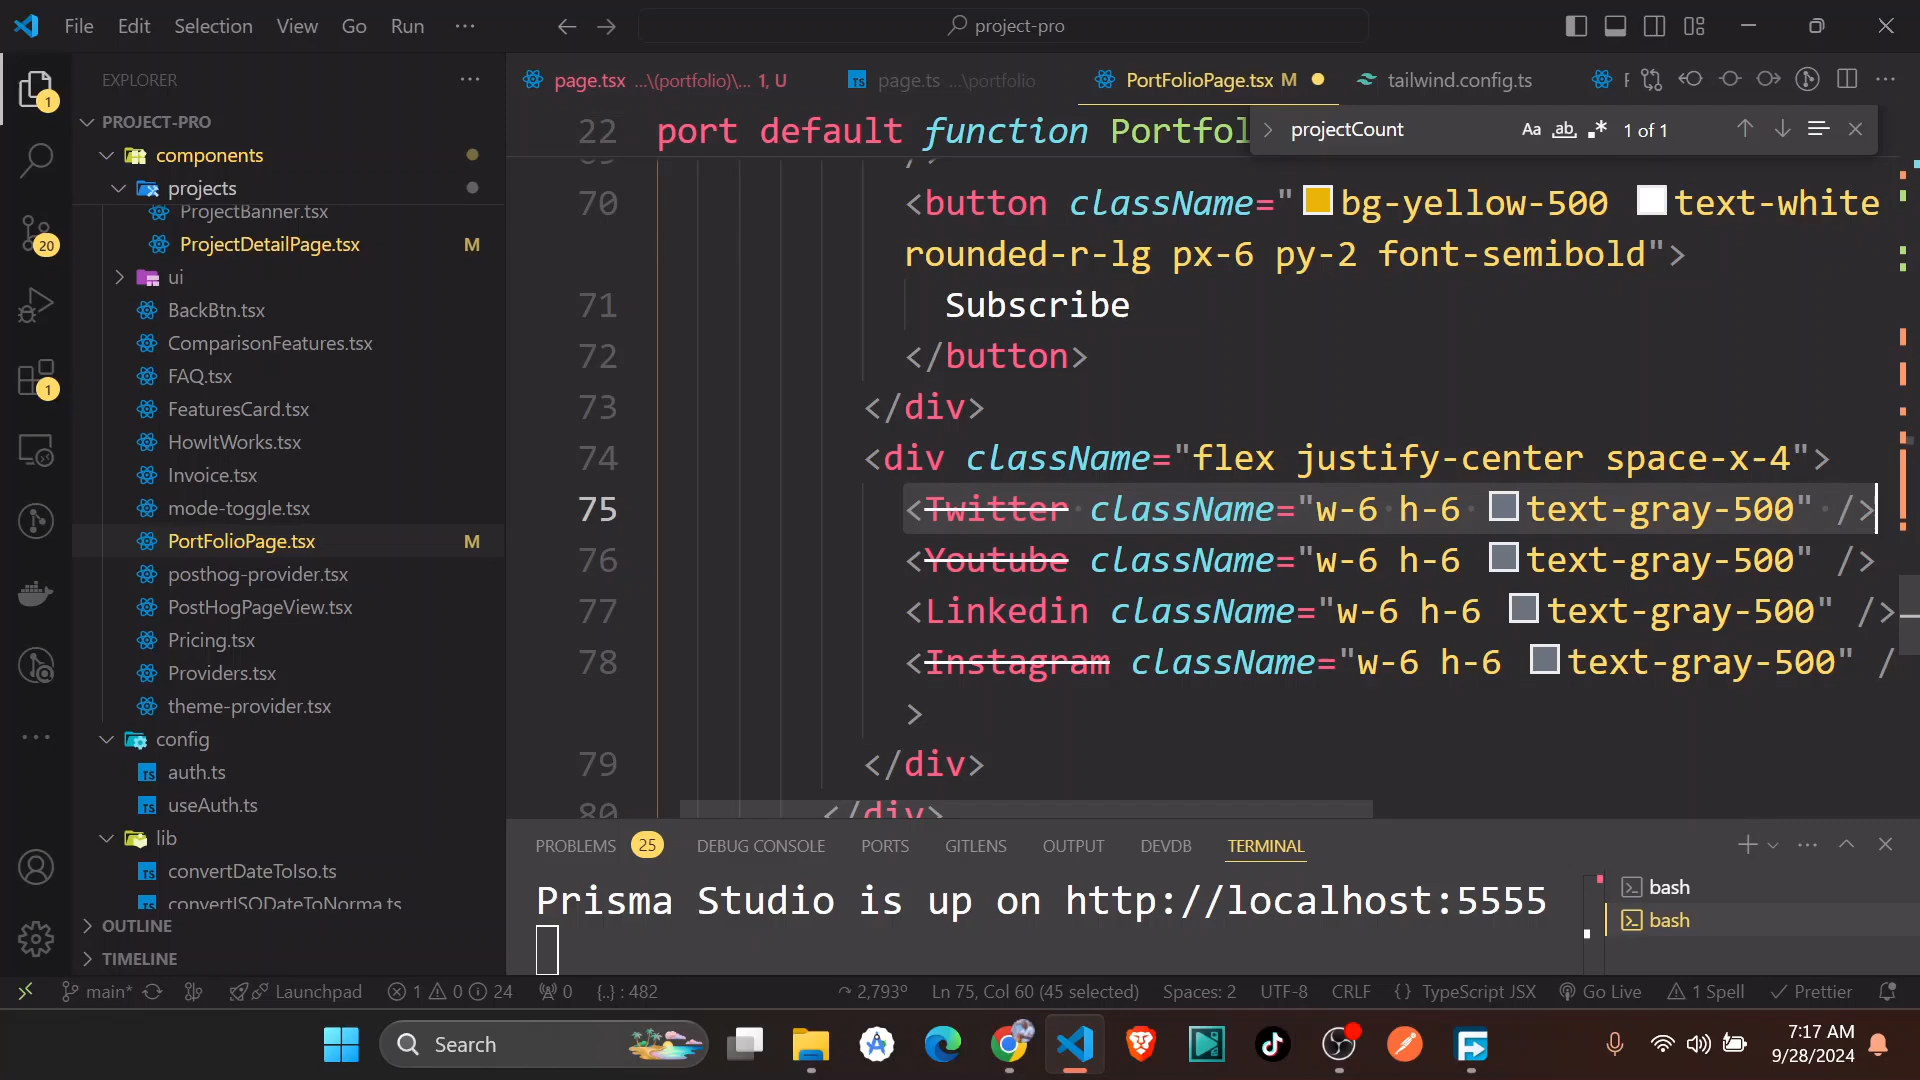 File Edit Selection View Go Run ···
project-pro
EXPLORER
page.tsx ...\(portfolio)\... 1, U
page.ts ...\portfolio
PortFolioPage.tsx M
tailwind.config.ts
projectCount
Aa ab 1 of 1
PROJECT-PRO
components
projects
ProjectBanner.tsx
ProjectDetailPage.tsx M
ui
BackBtn.tsx
ComparisonFeatures.tsx
FAQ.tsx
FeaturesCard.tsx
HowItWorks.tsx
Invoice.tsx
mode-toggle.tsx
PortFolioPage.tsx M
posthog-provider.tsx
PostHogPageView.tsx
Pricing.tsx
Providers.tsx
theme-provider.tsx
config
auth.ts
useAuth.ts
lib
convertDateToIso.ts
convertISODateToNorma.ts
OUTLINE
TIMELINE
1
20
1
22 port default function Portfol
70 <button className="bg-yellow-500 text-white
rounded-r-lg px-6 py-2 font-semibold">
71 Subscribe
72 </button>
73 </div>
74 <div className="flex justify-center space-x-4">
75 <Twitter className="w-6 h-6 text-gray-500" />
76 <Youtube className="w-6 h-6 text-gray-500" />
77 <Linkedin className="w-6 h-6 text-gray-500" />
78 <Instagram className="w-6 h-6 text-gray-500" /
>
79 </div>
80 </div>
PROBLEMS 25 DEBUG CONSOLE PORTS GITLENS OUTPUT DEVDB TERMINAL
Prisma Studio is up on http://localhost:5555
bash
bash
main* Launchpad 1 0 24 0 {..} : 482 2,793º Ln 75, Col 60 (45 selected) Spaces: 2 UTF-8 CRLF {} TypeScript JSX Go Live 1 Spell Prettier
Search
7:17 AM
9/28/2024